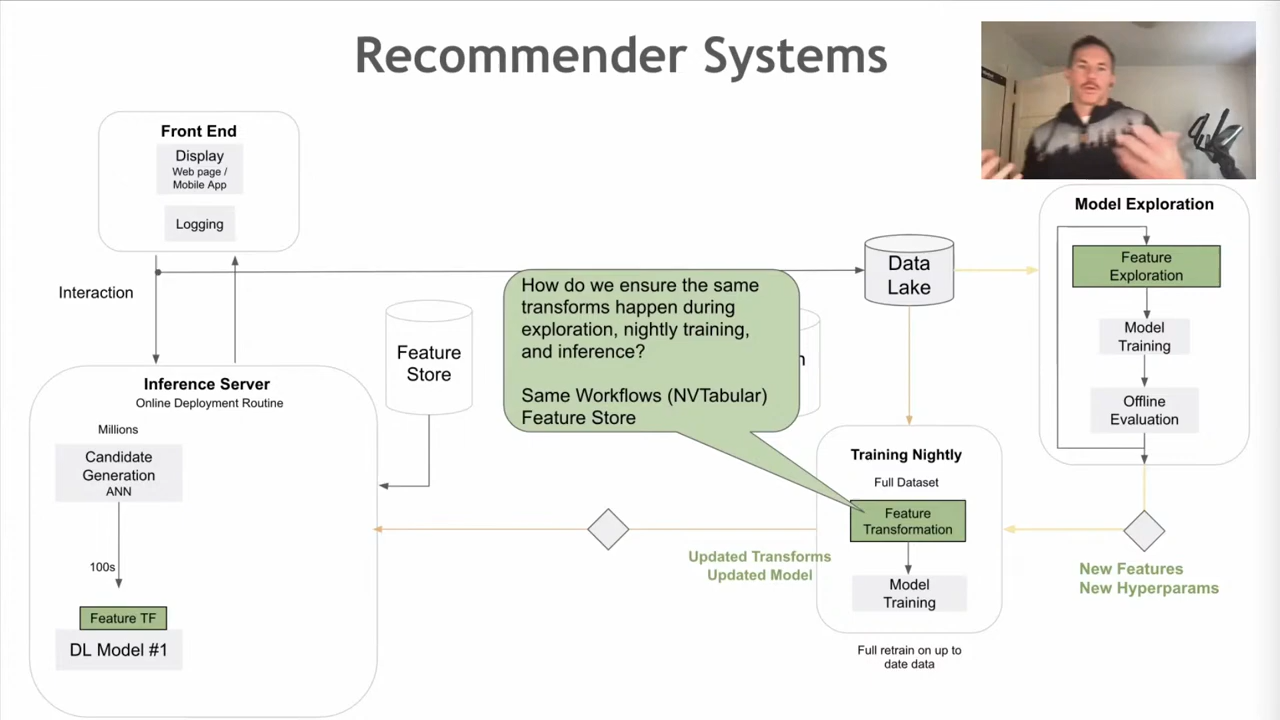 Recommender Systems
Front End
Display
Web page /
Mobile App
Logging
Interaction
Inference Server
Online Deployment Routine
Millions
Candidate
Generation
ANN
100s
Feature TF
DL Model #1
Feature
Store
How do we ensure the same
transforms happen during
exploration, nightly training,
and inference?
Same Workflows (NVTabular)
Feature Store
Data
Lake
Training Nightly
Full Dataset
Feature
Transformation
Model
Training
Full retrain on up to
date data
Updated Transforms
Updated Model
Model Exploration
Feature
Exploration
Model
Training
Offline
Evaluation
New Features
New Hyperparams